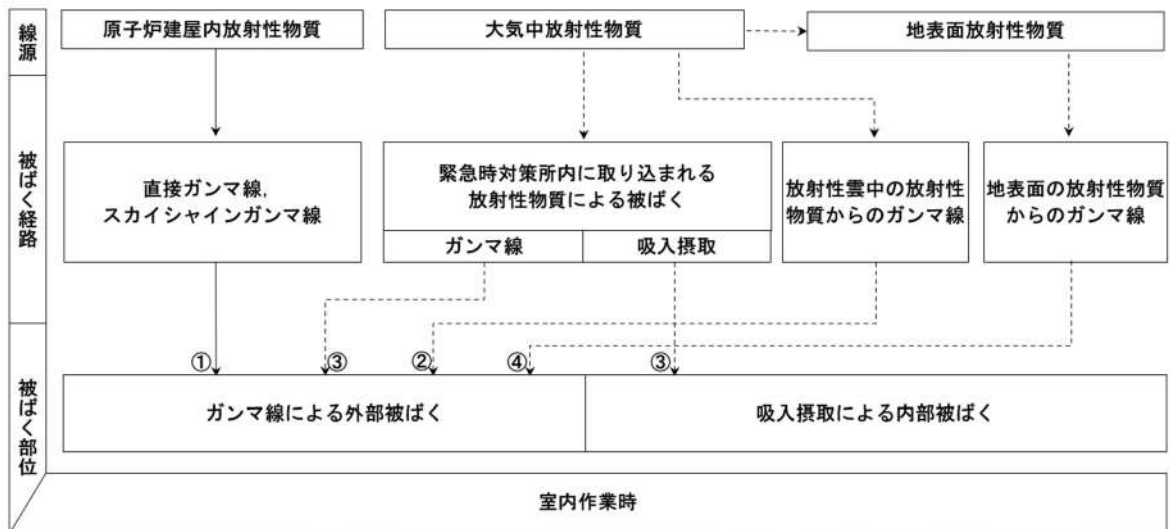 線源
原子炉建屋内放射性物質
大気中放射性物質
地表面放射性物質
被ばく経路
直接ガンマ線,
スカイシャインガンマ線
緊急時対策所内に取り込まれる
放射性物質による被ばく
ガンマ線
吸入摂取
放射性雲中の放射性
物質からのガンマ線
地表面の放射性物質
からのガンマ線
被ばく部位
①
③
②
④
③
ガンマ線による外部被ばく
吸入摂取による内部被ばく
室内作業時